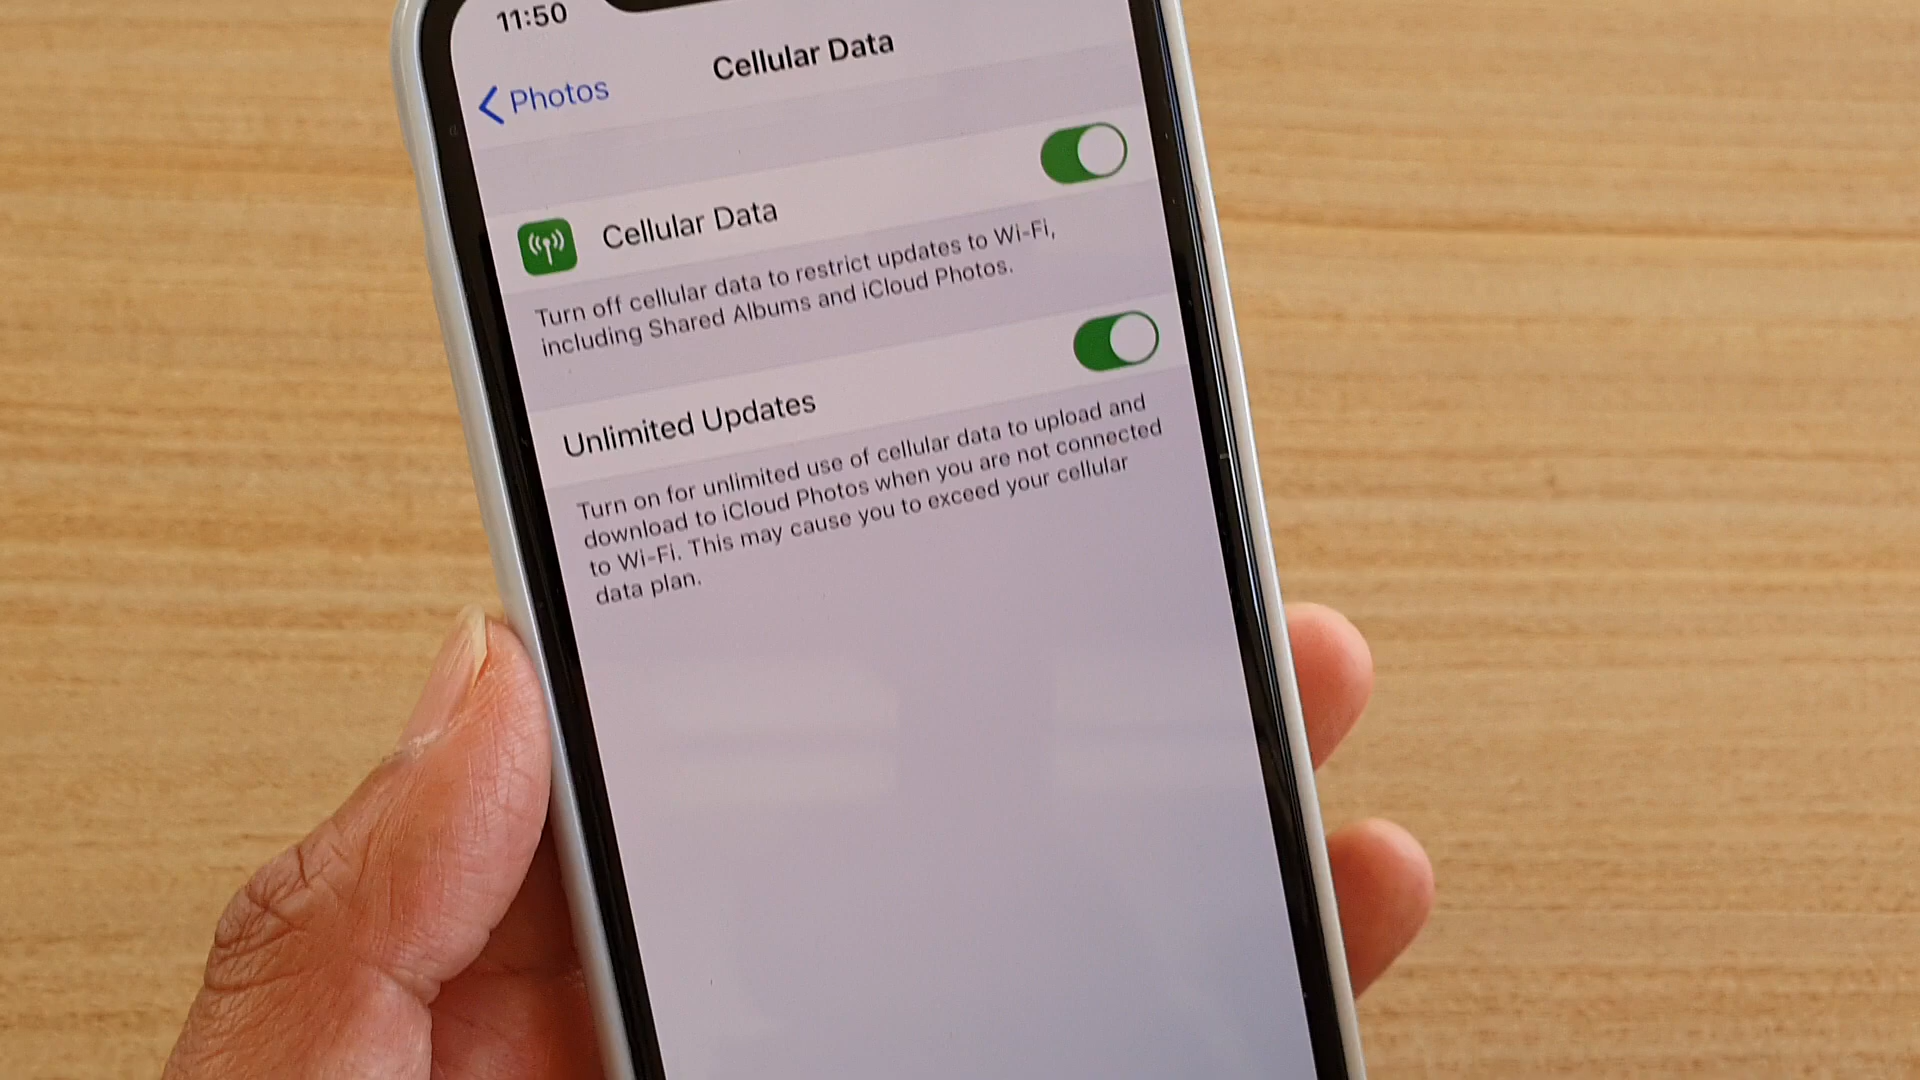 11:50
Photos
Cellular Data
Cellular Data
Turn off cellular data to restrict updates to Wi-Fi,
including Shared Albums and iCloud Photos.
Unlimited Updates
Turn on for unlimited use of cellular data to upload and
download to iCloud Photos when you are not connected
to Wi-Fi. This may cause you to exceed your cellular
data plan.